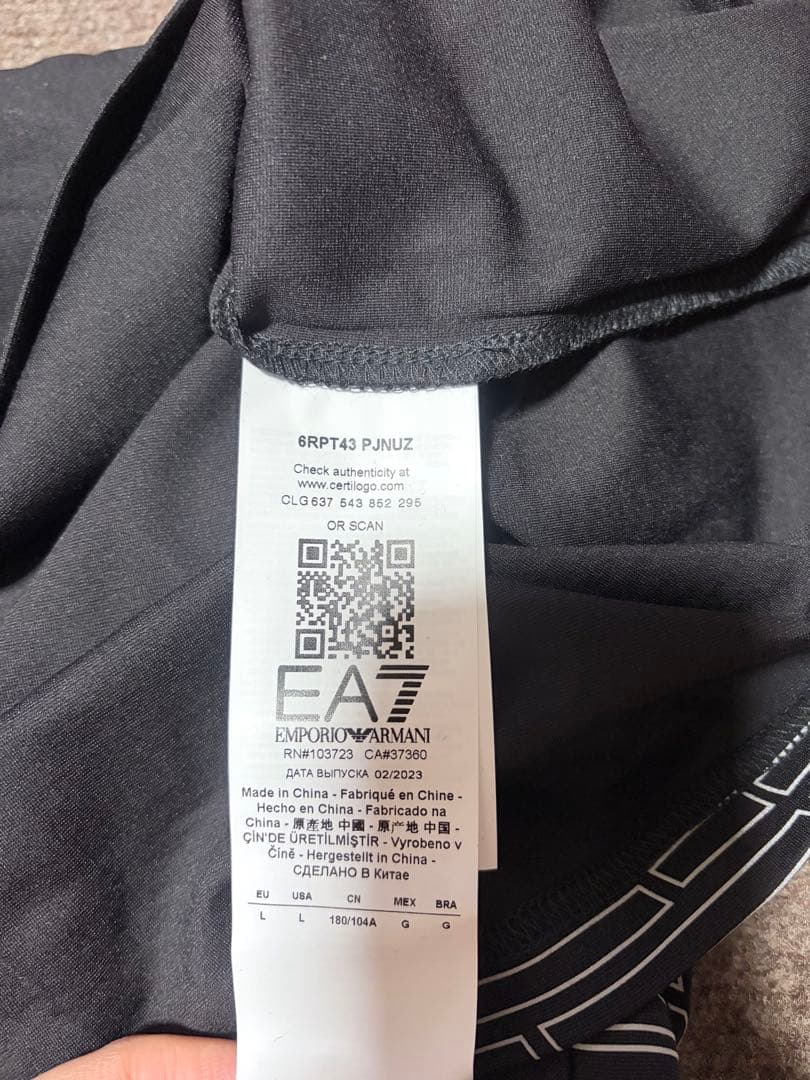 6RPT43 PJNUZ
Check authenticity at
www.certilogo.com
CLG 637 543 852 295
OR SCAN
EA7
EMPORIO ARMANI
RN#103723 CA#37360
ДАТА ВЫПУСКА 02/2023
Made in China - Fabriqué en Chine -
Hecho en China - Fabricado na
China - 原產地 中國 - 原产地 中国 -
ÇİN'DE ÜRETİLMİŞTİR - Vyrobeno v
Číně - Hergestellt in China -
СДЕЛАНО В Китае
EU USA CN MEX BRA
L L 180/104A G G